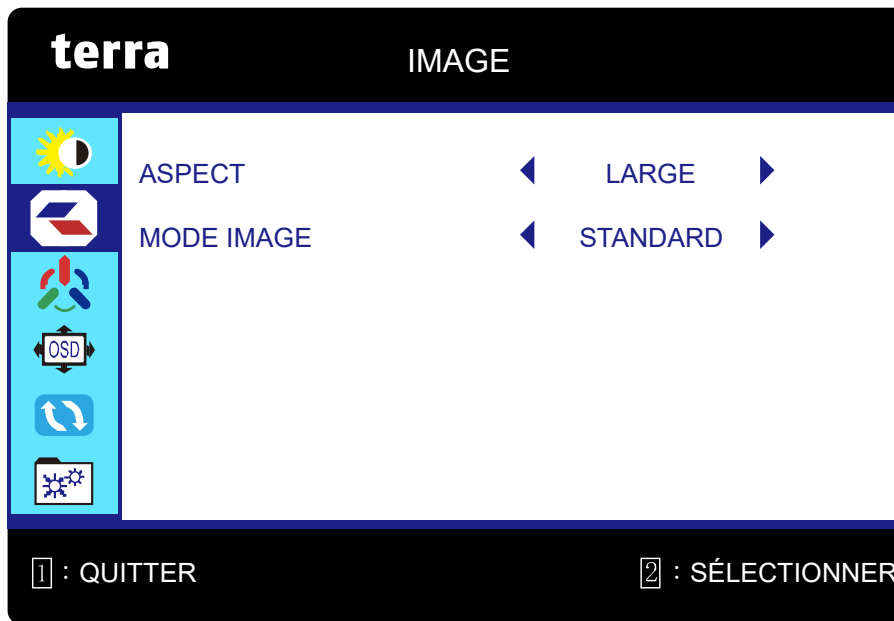 terra IMAGE
ASPECT LARGE
MODE IMAGE STANDARD
OSD
1 : QUITTER 2 : SÉLECTIONNER